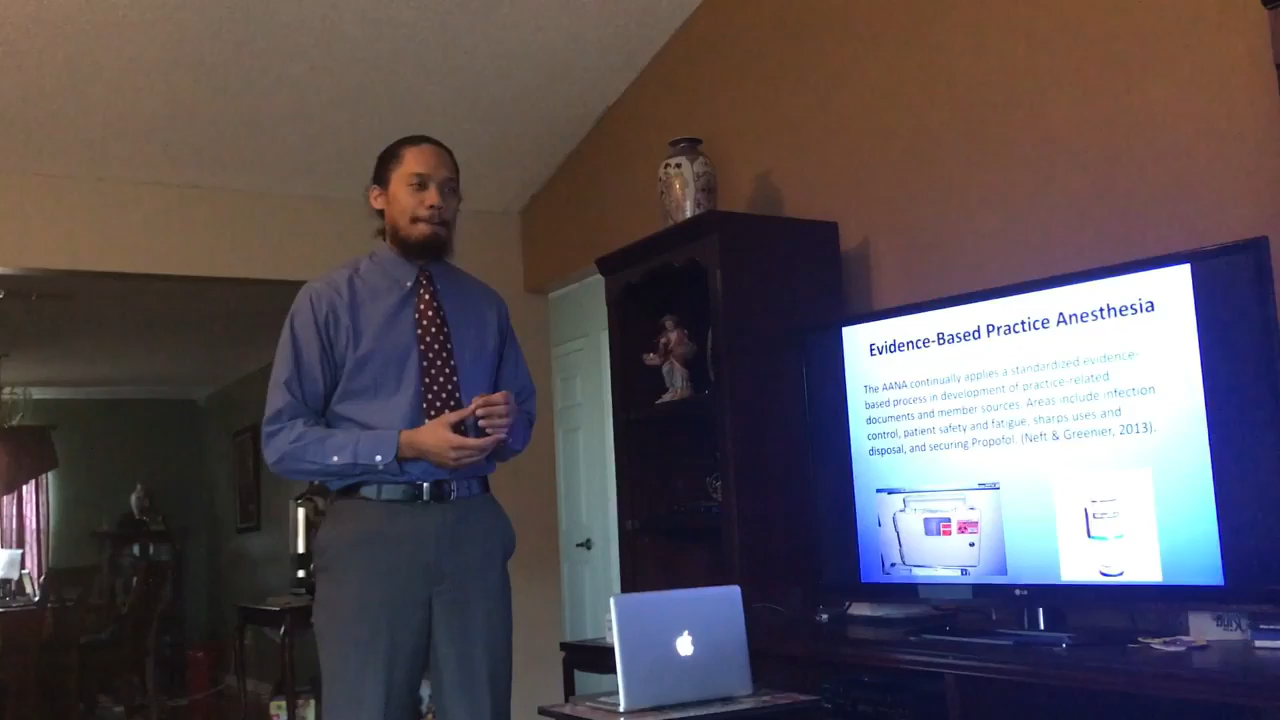 Evidence-Based Practice Anesthesia
The AANA continually applies a standardized evidence-
based process in development of practice-related
documents and member sources. Areas include infection
control, patient safety and fatigue, sharps uses and
disposal, and securing Propofol. (Neft & Greenier, 2013).
LG
King